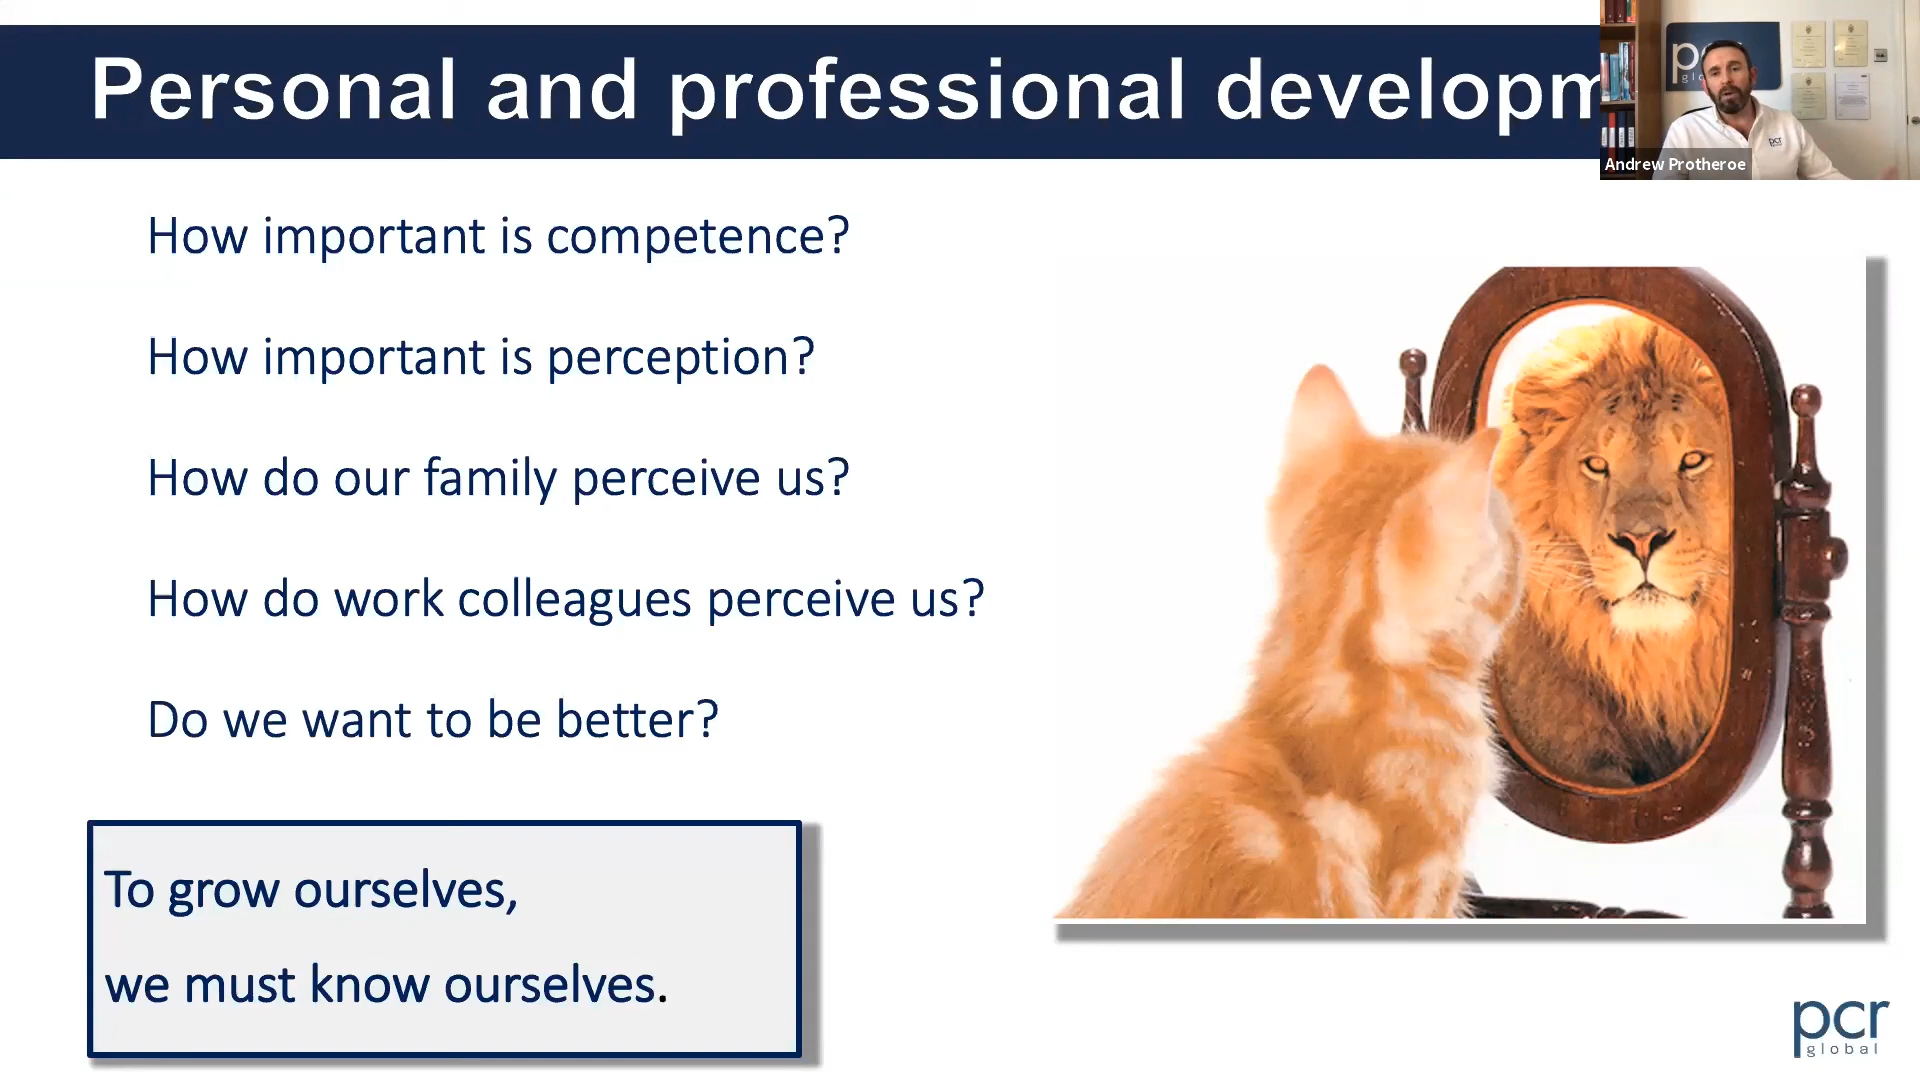 Personal and professional developm
Andrew Protheroe
How important is competence?
How important is perception?
How do our family perceive us?
How do work colleagues perceive us?
Do we want to be better?
To grow ourselves,
we must know ourselves.
pcr
global
pcr